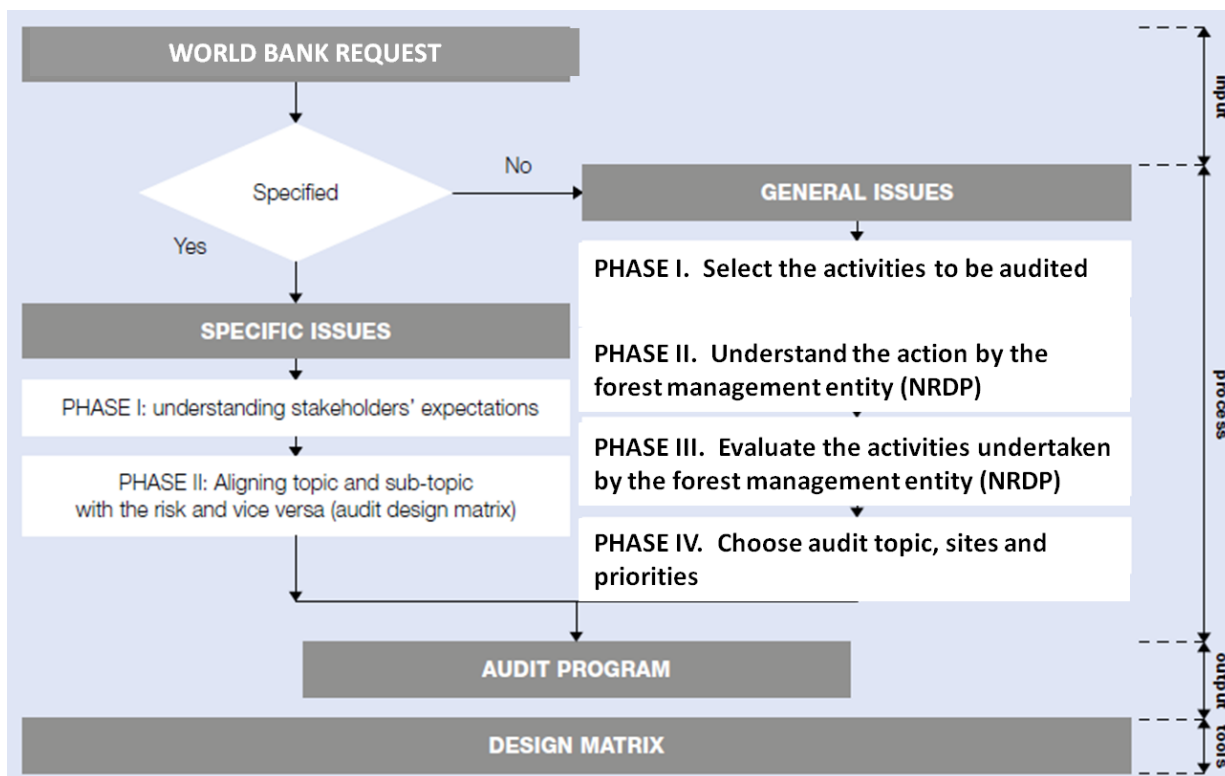 WORLD BANK REQUEST
Specified
No
Yes
GENERAL ISSUES
PHASE I. Select the activities to be audited
PHASE II. Understand the action by the
forest management entity (NRDP)
PHASE III. Evaluate the activities undertaken
by the forest management entity (NRDP)
PHASE IV. Choose audit topic, sites and
priorities
SPECIFIC ISSUES
PHASE I: understanding stakeholders’ expectations
PHASE II: Aligning topic and sub-topic
with the risk and vice versa (audit design matrix)
AUDIT PROGRAM
DESIGN MATRIX
Input
process
output
tools